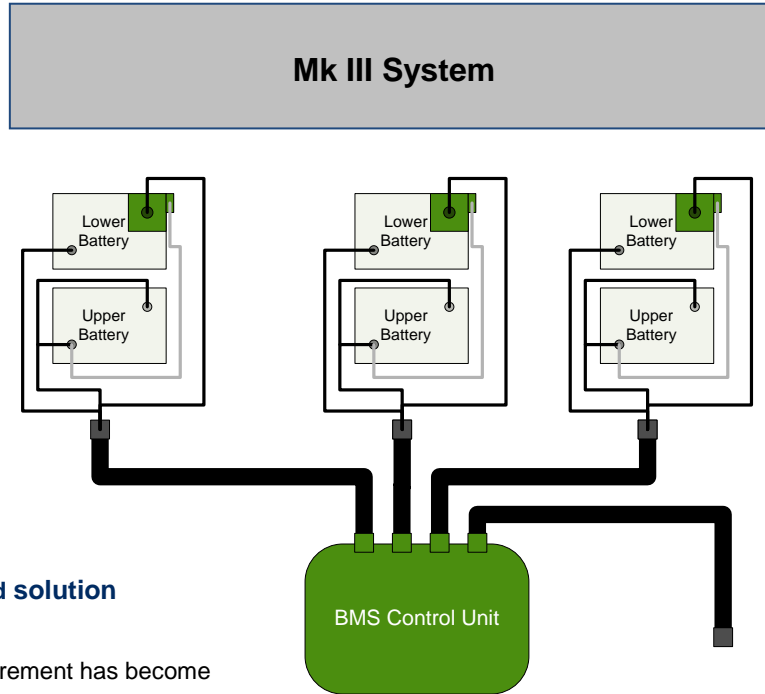 Mk III System
Lower
Battery
Lower
Battery
Lower
Battery
Upper
Battery
Upper
Battery
Upper
Battery
solution
BMS Control Unit
has become